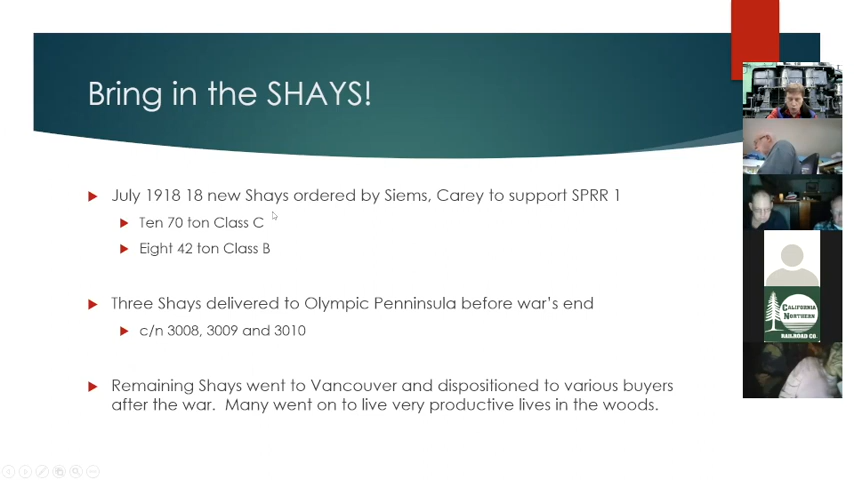 Bring in the SHAYS!
July 1918 18 new Shays ordered by Siems, Carey to support SPRR 1
Ten 70 ton Class C
Eight 42 ton Class B
Three Shays delivered to Olympic Penninsula before war's end
c/n 3008, 3009 and 3010
Remaining Shays went to Vancouver and dispositioned to various buyers
after the war. Many went on to live very productive lives in the woods.
CALIFORNIA
NORTHERN
RAILROAD CO.